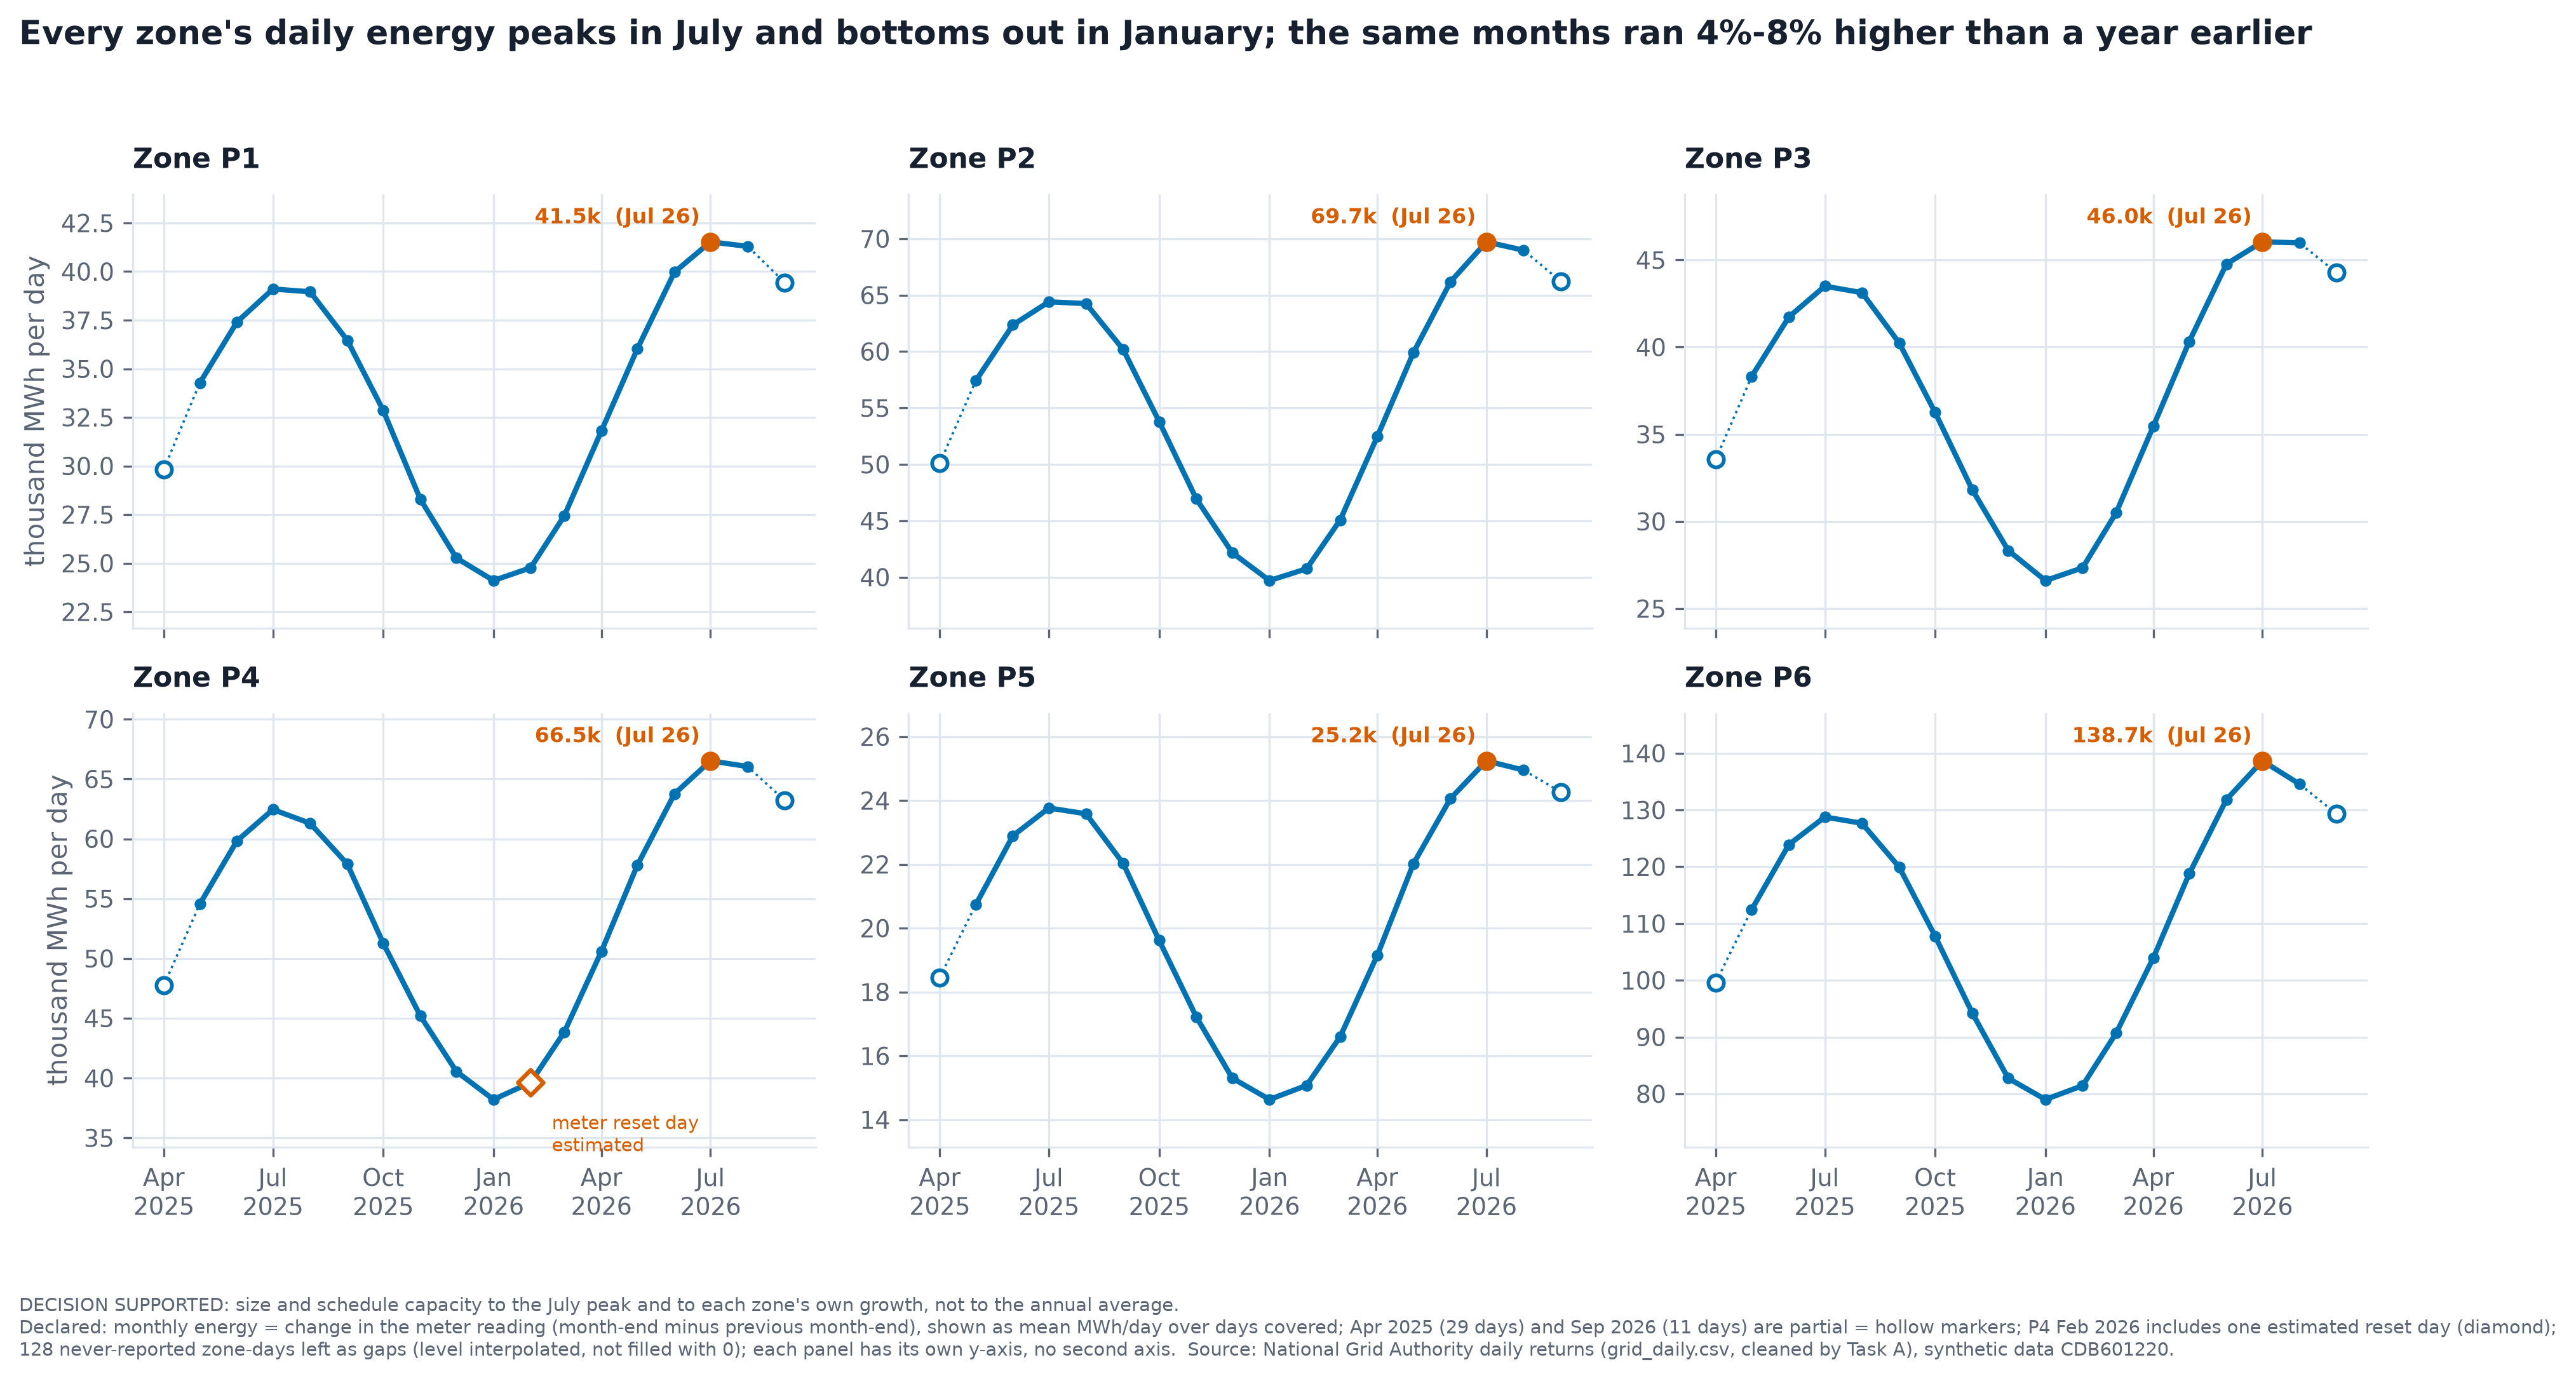 Every zone's daily energy peaks in July and bottoms out in January; the same months ran 4%-8% higher than a year earlier
Zone P1
Zone P2
Zone P3
thousand MWh per day
42.5
40.0
37.5
35.0
32.5
30.0
27.5
25.0
22.5
41.5k (Jul 26)
70
65
60
55
50
45
40
69.7k (Jul 26)
45
40
35
30
25
46.0k (Jul 26)
Zone P4
Zone P5
Zone P6
thousand MWh per day
70
65
60
55
50
45
40
35
66.5k (Jul 26)
meter reset day
estimated
Apr 2025
Jul 2025
Oct 2025
Jan 2026
Apr 2026
Jul 2026
26
24
22
20
18
16
14
25.2k (Jul 26)
Apr 2025
Jul 2025
Oct 2025
Jan 2026
Apr 2026
Jul 2026
140
130
120
110
100
90
80
138.7k (Jul 26)
Apr 2025
Jul 2025
Oct 2025
Jan 2026
Apr 2026
Jul 2026
DECISION SUPPORTED: size and schedule capacity to the July peak and to each zone's own growth, not to the annual average.
Declared: monthly energy = change in the meter reading (month-end minus previous month-end), shown as mean MWh/day over days covered; Apr 2025 (29 days) and Sep 2026 (11 days) are partial = hollow markers; P4 Feb 2026 includes one estimated reset day (diamond);
128 never-reported zone-days left as gaps (level interpolated, not filled with 0); each panel has its own y-axis, no second axis. Source: National Grid Authority daily returns (grid_daily.csv, cleaned by Task A), synthetic data CDB601220.